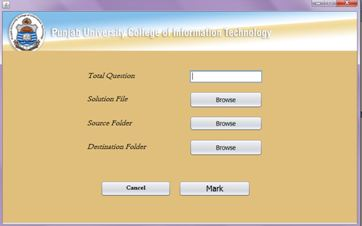 Punjab University College of Information Technology
Total Question
Solution File Browse
Source Folder Browse
Destination Folder Browse
Cancel Mark